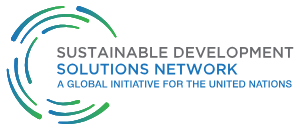 SUSTAINABLE DEVELOPMENT
SOLUTIONS NETWORK
A GLOBAL INITIATIVE FOR THE UNITED NATIONS